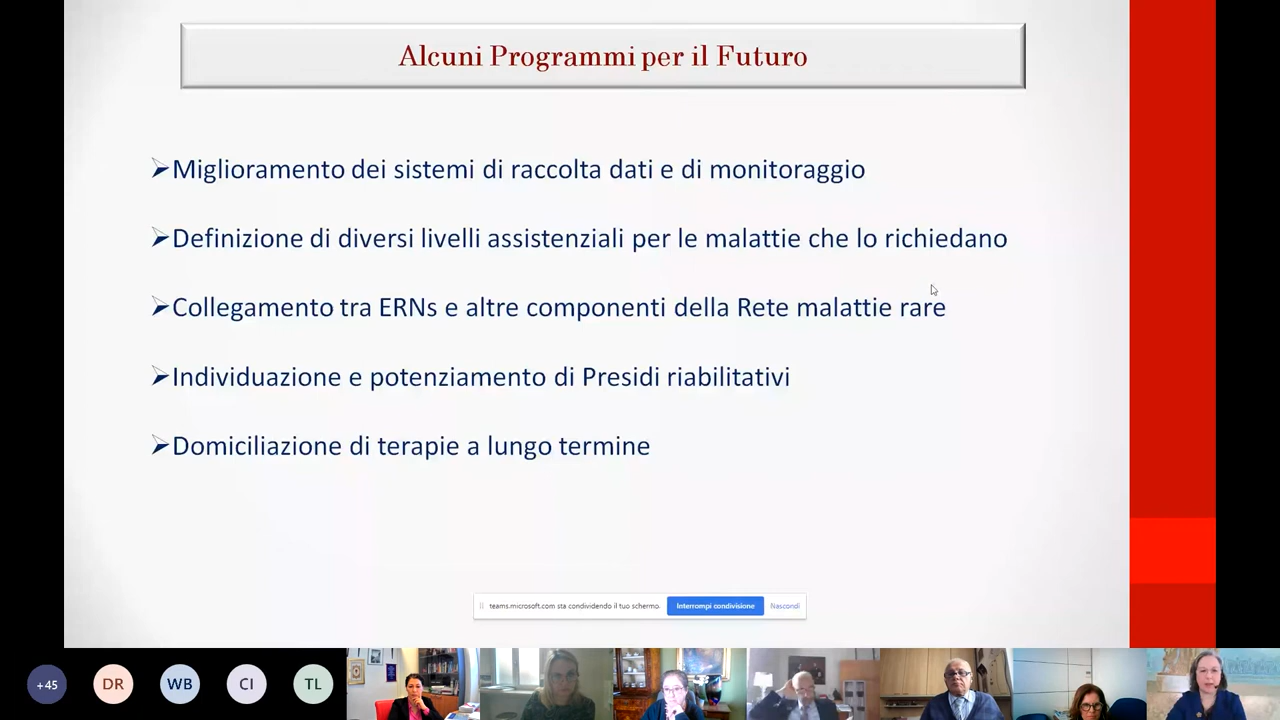 Alcuni Programmi per il Futuro
Miglioramento dei sistemi di raccolta dati e di monitoraggio
Definizione di diversi livelli assistenziali per le malattie che lo richiedano
Collegamento tra ERNs e altre componenti della Rete malattie rare
Individuazione e potenziamento di Presidi riabilitativi
Domiciliazione di terapie a lungo termine
teams.microsoft.com sta condividendo il tuo schermo.
Interrompi condivisione
Nascondi
+45
DR
WB
CI
TL